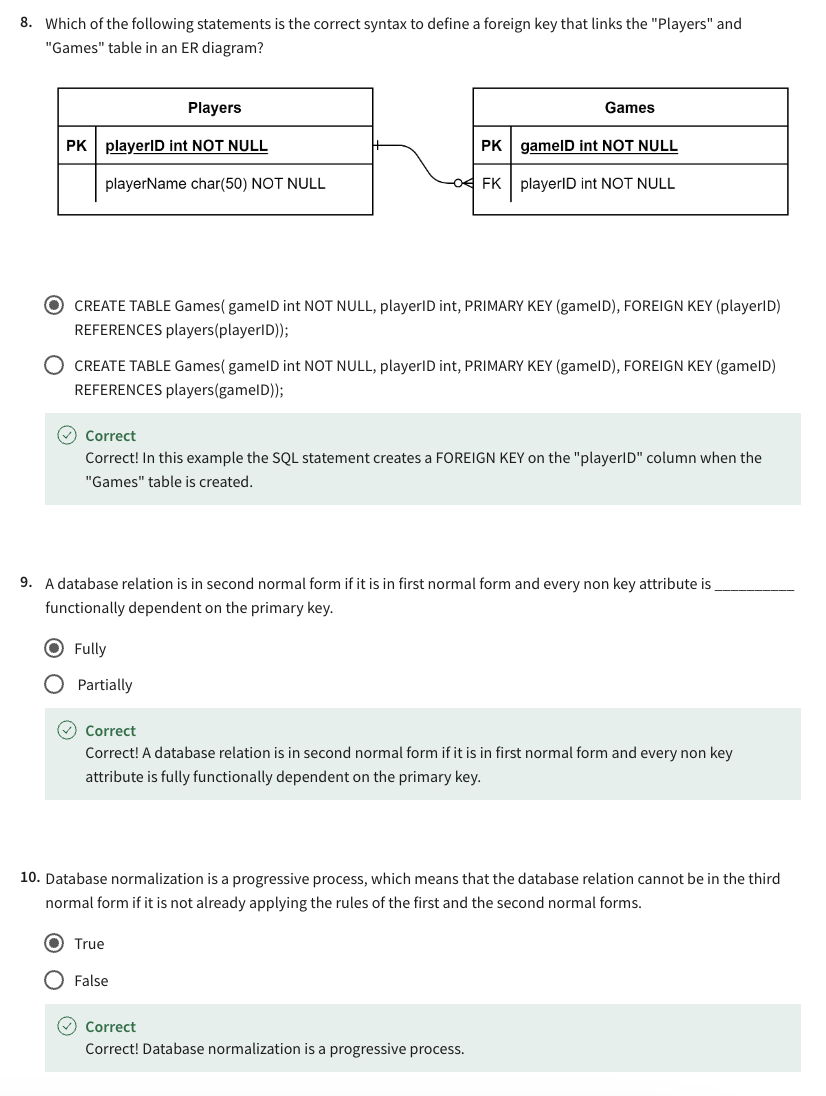 8. Which of the following statements is the correct syntax to define a foreign key that links the "Players" and
"Games" table in an ER diagram?
Players
PK playerID int NOT NULL
playerName char(50) NOT NULL
Games
PK gameID int NOT NULL
FK playerID int NOT NULL
CREATE TABLE Games( gameID int NOT NULL, playerID int, PRIMARY KEY (gameID), FOREIGN KEY (playerID)
REFERENCES players(playerID));
CREATE TABLE Games( gameID int NOT NULL, playerID int, PRIMARY KEY (gameID), FOREIGN KEY (gameID)
REFERENCES players(gameID));
Correct
Correct! In this example the SQL statement creates a FOREIGN KEY on the "playerID" column when the
"Games" table is created.
9. A database relation is in second normal form if it is in first normal form and every non key attribute is __________
functionally dependent on the primary key.
Fully
Partially
Correct
Correct! A database relation is in second normal form if it is in first normal form and every non key
attribute is fully functionally dependent on the primary key.
10. Database normalization is a progressive process, which means that the database relation cannot be in the third
normal form if it is not already applying the rules of the first and the second normal forms.
True
False
Correct
Correct! Database normalization is a progressive process.